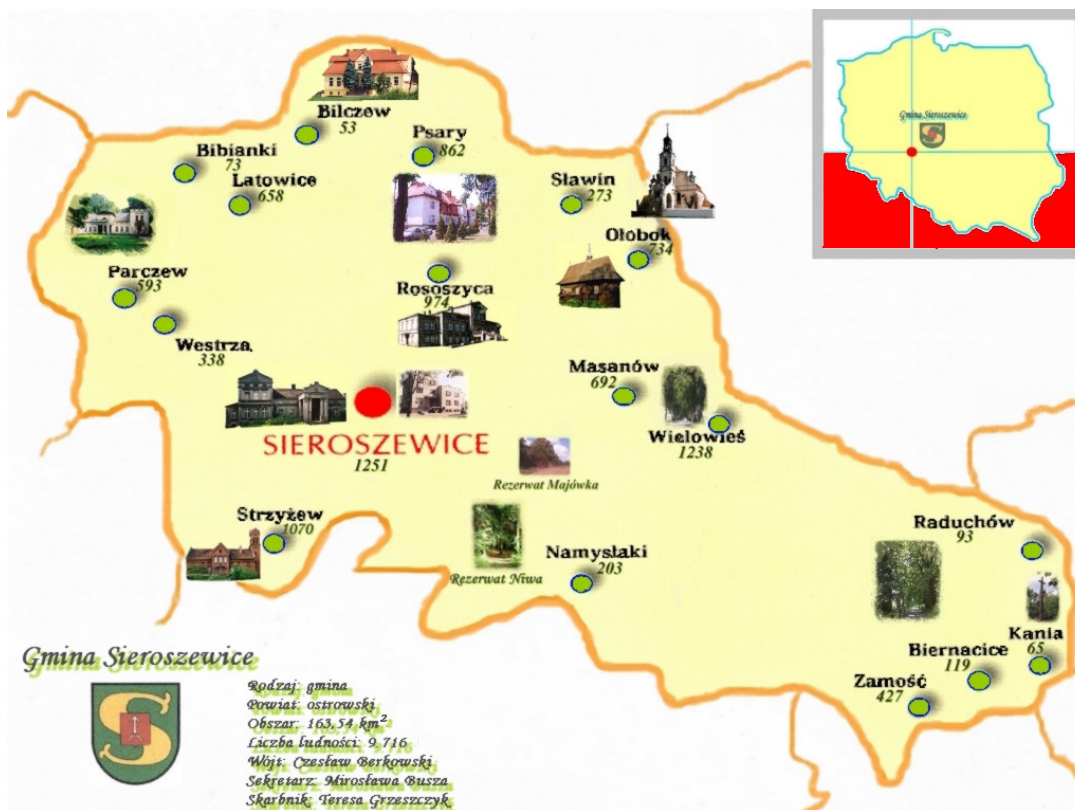 Gmina Sieroszewice
Bilczew
53
Psary
862
Bibianki
73
Latowice
658
Sławin
273
Ołobok
734
Parczew
593
Rososzyca
974
Westrza.
338
Masanów
692
Wielowieś
1238
SIEROSZEWICE
1251
Rezerwat Majówka
Strzyżew
1070
Raduchów
93
Namysłaki
203
Rezerwat Niwa
Kania
65
Biernacice
119
Zamość
427
Gmina Sieroszewice
Rodzaj: gmina
Powiat: ostrowski
Obszar: 163,54 km²
Liczba ludności: 9.716
Wójt: Czesław Berkowski
Sekretarz: Mirosława Busza
Skarbnik: Teresa Grzeszczyk